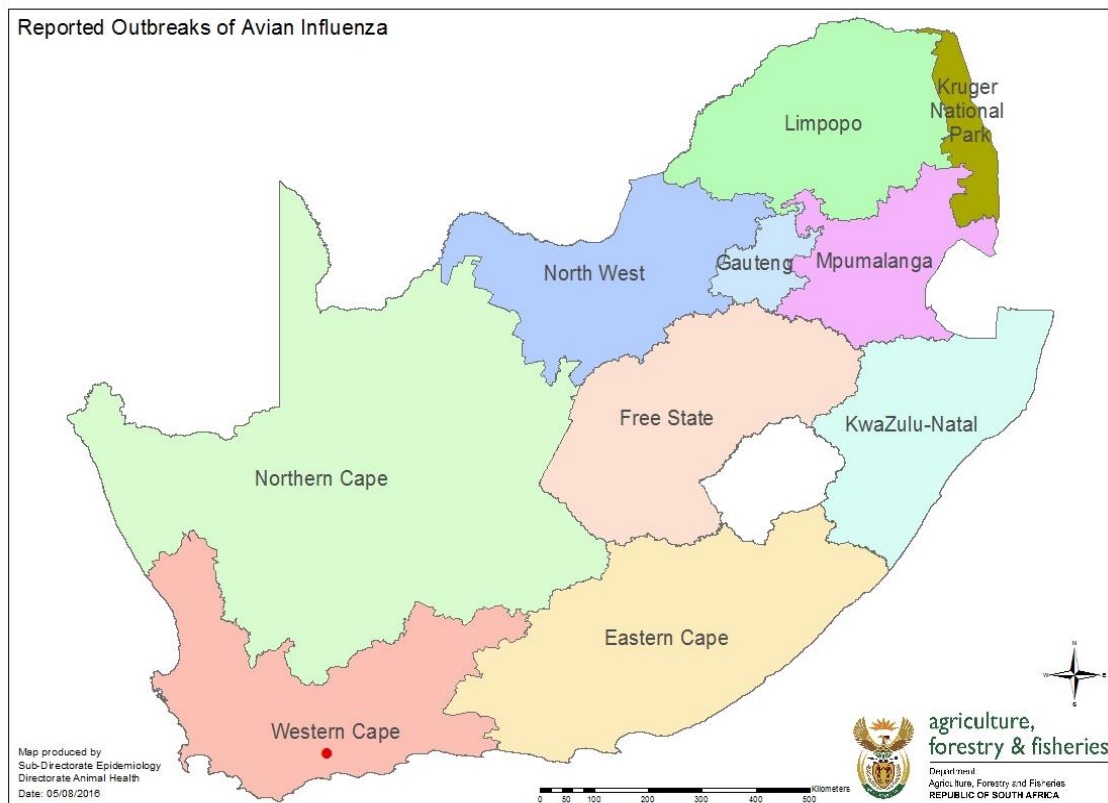 Reported Outbreaks of Avian Influenza
Kruger
National
Park
Limpopo
North West
Gauteng
Mpumalanga
Free State
KwaZulu-Natal
Northern Cape
Eastern Cape
Western Cape
N
W
E
S
Map produced by
Sub-Directorate Epidemiology
Directorate Animal Health
Date: 05/08/2016
0 50 100 200 300 400 500
Kilometers
agriculture,
forestry & fisheries
Department:
Agriculture, Forestry and Fisheries
REPUBLIC OF SOUTH AFRICA